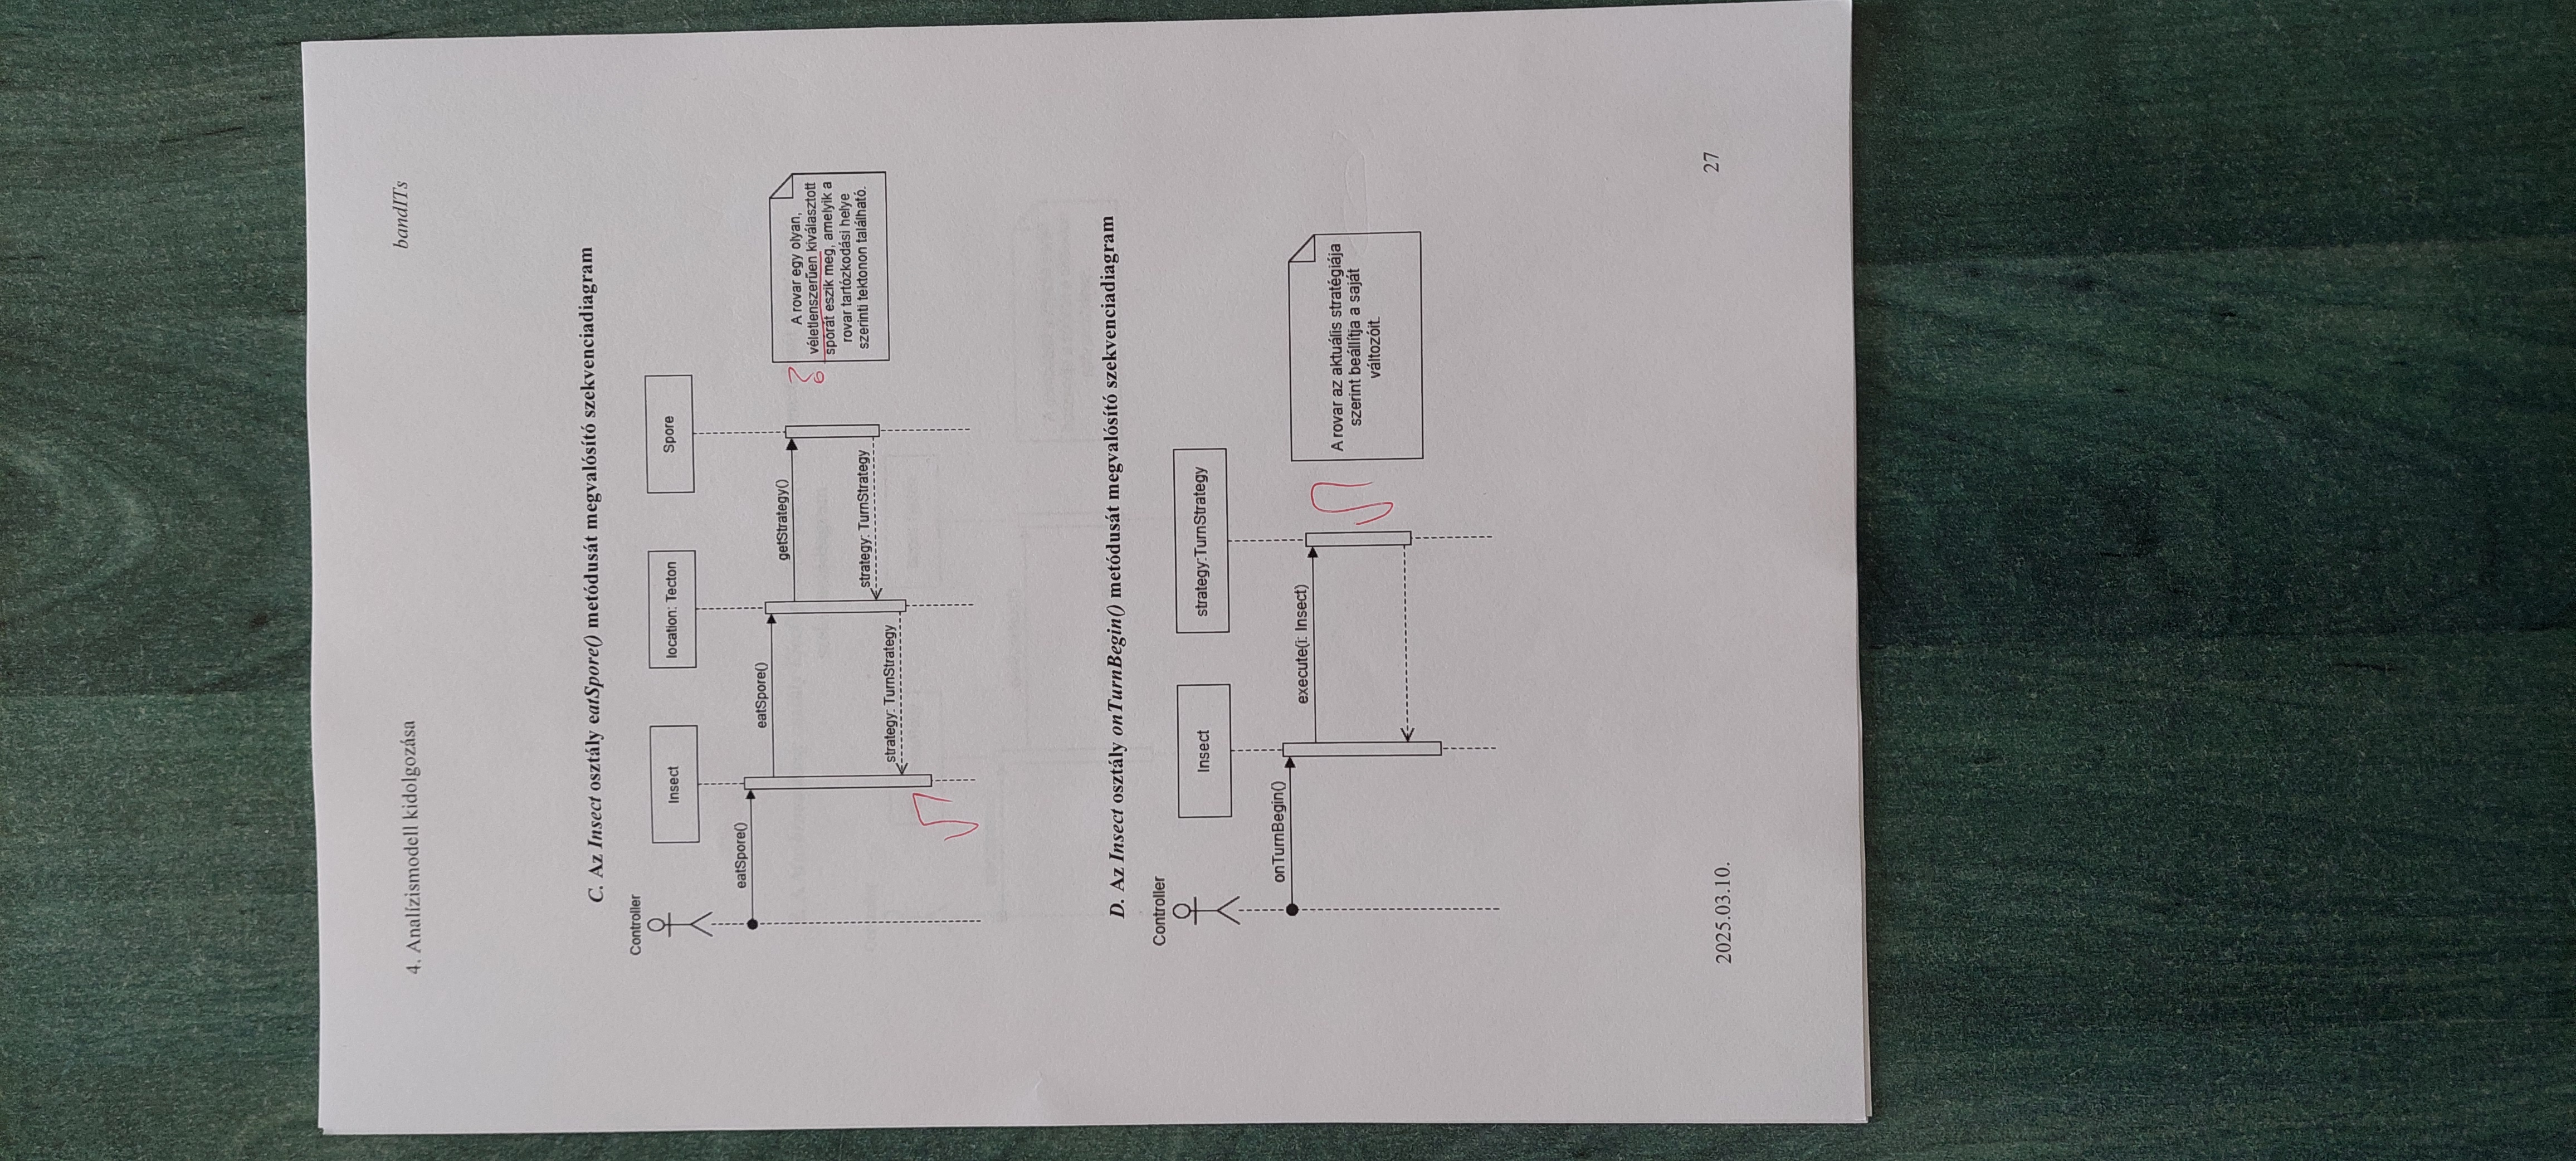 4. Analízismodell kidolgozása
bandITs
C. Az Insect osztály eatSpore() metódusát megvalósító szekvenciadiagram
Controller
Insect
location: Tecton
Spore
eatSpore()
eatSpore()
getStrategy()
A rovar egy olyan,
véletlenszerűen kiválasztott
spórát eszik meg, amelyik a
rovar tartózkodási helye
szerinti tektonon található.
strategy: TurnStrategy
strategy: TurnStrategy
D. Az Insect osztály onTurnBegin() metódusát megvalósító szekvenciadiagram
Controller
Insect
strategy:TurnStrategy
onTurnBegin()
execute(i: Insect)
A rovar az aktuális stratégiája
szerint beállítja a saját
változóit.
2025.03.10.
27